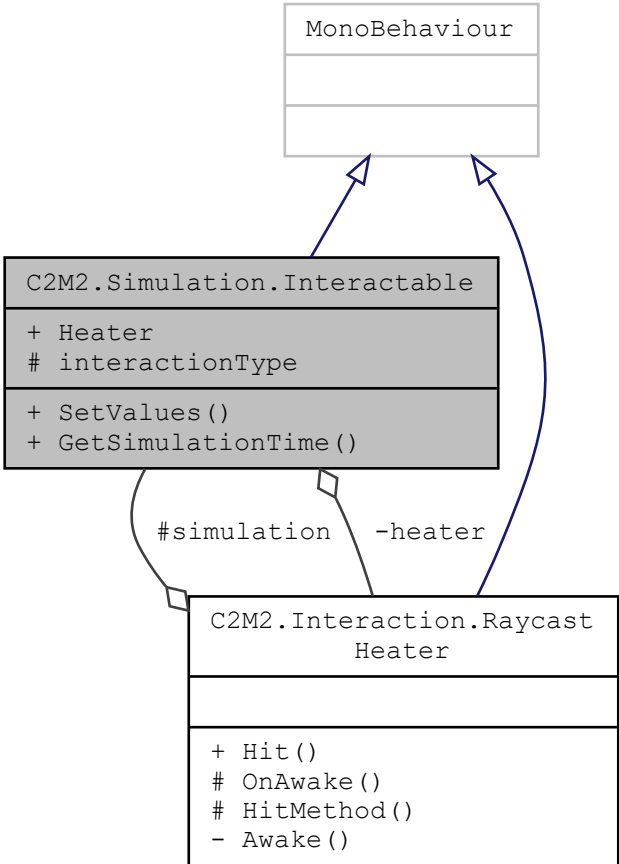 MonoBehaviour
C2M2.Simulation.Interactable
+ Heater
# interactionType
+ SetValues()
+ GetSimulationTime()
#simulation
-heater
C2M2.Interaction.Raycast
Heater
+ Hit()
# OnAwake()
# HitMethod()
- Awake()